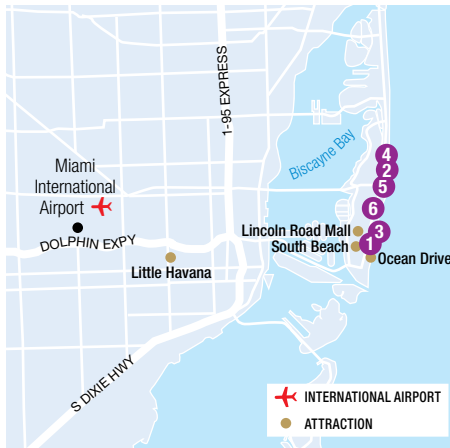 1-95 EXPRESS
Biscayne Bay
4
2
5
6
Miami
International
Airport
Lincoln Road Mall
3
South Beach
1
DOLPHIN EXPY
Ocean Drive
Little Havana
S DIXIE HWY
INTERNATIONAL AIRPORT
ATTRACTION